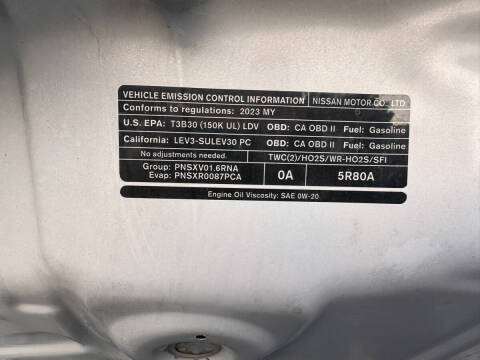 VEHICLE EMISSION CONTROL INFORMATION NISSAN MOTOR CO., LTD.
Conforms to regulations: 2023 MY
U.S. EPA: T3B30 (150K UL) LDV OBD: CA OBD II Fuel: Gasoline
California: LEV3-SULEV30 PC OBD: CA OBD II Fuel: Gasoline
No adjustments needed. TWC(2)/HO2S/WR-HO2S/SFI
Group: PNSXV01.6RNA
Evap: PNSXR0087PCA
0A 5R80A
Engine Oil Viscosity: SAE 0W-20